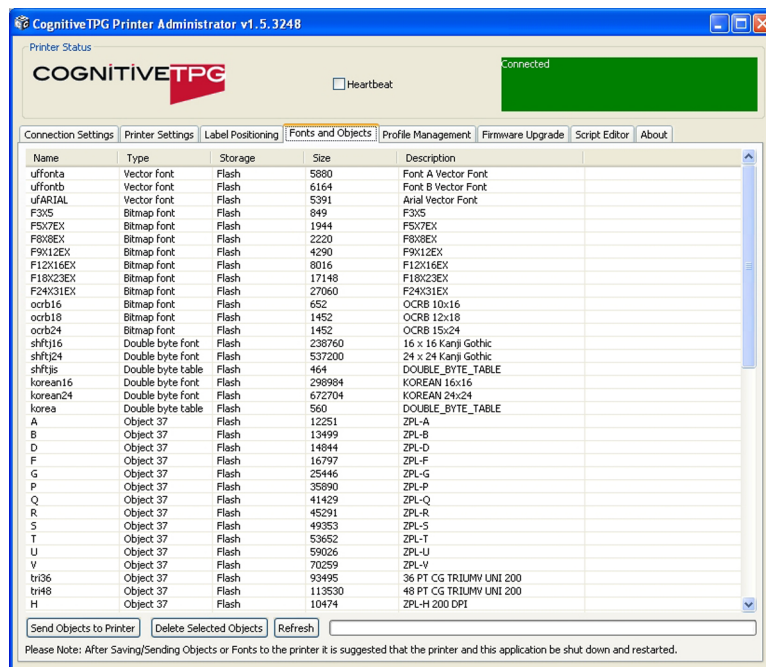 CognitiveTPG Printer Administrator v1.5.3248
Printer Status
COGNITIVETPG
Heartbeat
Connected
Connection Settings Printer Settings Label Positioning Fonts and Objects Profile Management Firmware Upgrade Script Editor About
Name Type Storage Size Description
uffonta Vector font Flash 5880 Font A Vector Font
uffontb Vector font Flash 6164 Font B Vector Font
ufARIAL Vector font Flash 5391 Arial Vector Font
F3X5 Bitmap font Flash 849 F3X5
F5X7EX Bitmap font Flash 1944 F5X7EX
F8X8EX Bitmap font Flash 2220 F8X8EX
F9X12EX Bitmap font Flash 4290 F9X12EX
F12X16EX Bitmap font Flash 8016 F12X16EX
F18X23EX Bitmap font Flash 17148 F18X23EX
F24X31EX Bitmap font Flash 27060 F24X31EX
ocrb16 Bitmap font Flash 652 OCRB 10x16
ocrb18 Bitmap font Flash 1452 OCRB 12x18
ocrb24 Bitmap font Flash 1452 OCRB 15x24
shftj16 Double byte font Flash 238760 16 x 16 Kanji Gothic
shftj24 Double byte font Flash 537200 24 x 24 Kanji Gothic
shftjis Double byte table Flash 464 DOUBLE_BYTE_TABLE
korean16 Double byte font Flash 298984 KOREAN 16x16
korean24 Double byte font Flash 672704 KOREAN 24x24
korea Double byte table Flash 560 DOUBLE_BYTE_TABLE
A Object 37 Flash 12251 ZPL-A
B Object 37 Flash 13499 ZPL-B
D Object 37 Flash 14844 ZPL-D
F Object 37 Flash 16797 ZPL-F
G Object 37 Flash 25446 ZPL-G
P Object 37 Flash 35890 ZPL-P
Q Object 37 Flash 41429 ZPL-Q
R Object 37 Flash 45291 ZPL-R
S Object 37 Flash 49353 ZPL-S
T Object 37 Flash 53652 ZPL-T
U Object 37 Flash 59026 ZPL-U
V Object 37 Flash 70259 ZPL-V
tri36 Object 37 Flash 93495 36 PT CG TRIUMV UNI 200
tri48 Object 37 Flash 113530 48 PT CG TRIUMV UNI 200
H Object 37 Flash 10474 ZPL-H 200 DPI
Send Objects to Printer Delete Selected Objects Refresh
Please Note: After Saving/Sending Objects or Fonts to the printer it is suggested that the printer and this application be shut down and restarted.